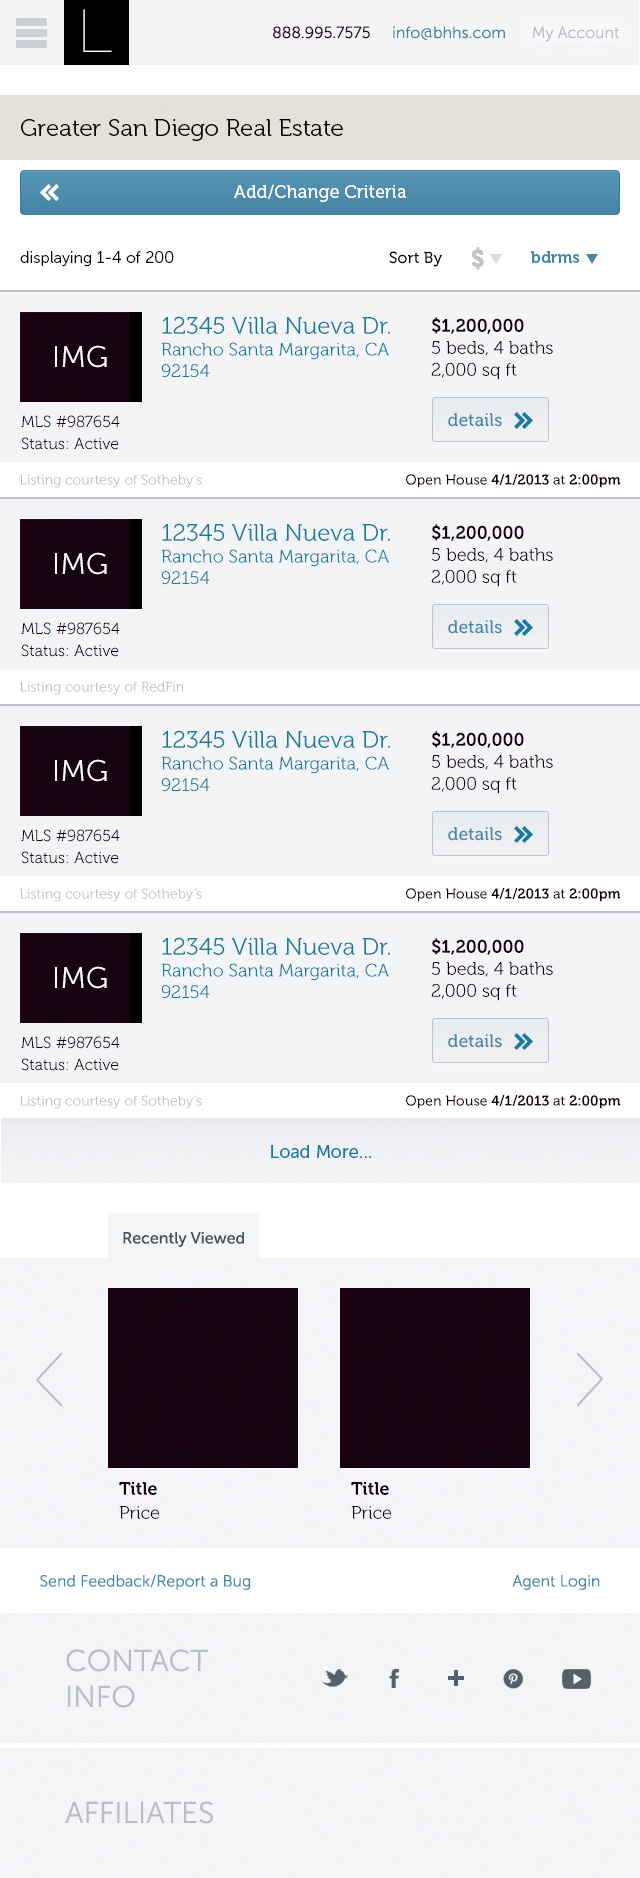 L
888.995.7575 info@bhhs.com My Account
Greater San Diego Real Estate
Add/Change Criteria
displaying 1-4 of 200 Sort By $ bdrms
IMG
MLS #987654
Status: Active
12345 Villa Nueva Dr.
Rancho Santa Margarita, CA
92154
$1,200,000
5 beds, 4 baths
2,000 sq ft
details
Listing courtesy of Sotheby's Open House 4/1/2013 at 2:00pm
IMG
MLS #987654
Status: Active
12345 Villa Nueva Dr.
Rancho Santa Margarita, CA
92154
$1,200,000
5 beds, 4 baths
2,000 sq ft
details
Listing courtesy of RedFin
IMG
MLS #987654
Status: Active
12345 Villa Nueva Dr.
Rancho Santa Margarita, CA
92154
$1,200,000
5 beds, 4 baths
2,000 sq ft
details
Listing courtesy of Sotheby's Open House 4/1/2013 at 2:00pm
IMG
MLS #987654
Status: Active
12345 Villa Nueva Dr.
Rancho Santa Margarita, CA
92154
$1,200,000
5 beds, 4 baths
2,000 sq ft
details
Listing courtesy of Sotheby's Open House 4/1/2013 at 2:00pm
Load More...
Recently Viewed
Title
Price
Title
Price
Send Feedback/Report a Bug Agent Login
CONTACT
INFO
AFFILIATES